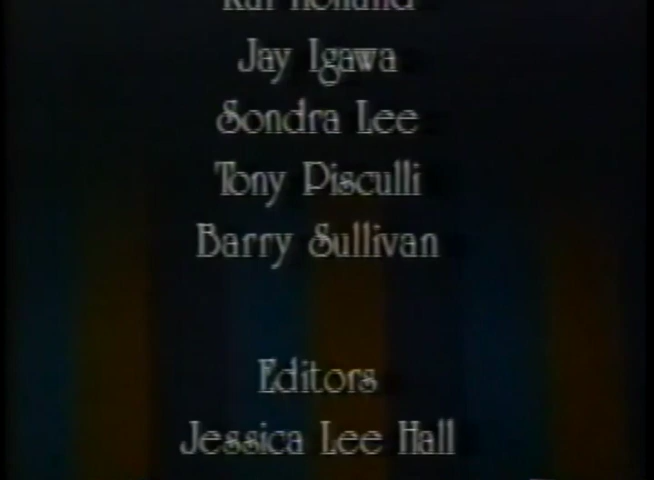 Jay Igawa
Sondra Lee
Tony Pisculli
Barry Sullivan
Editors
Jessica Lee Hall